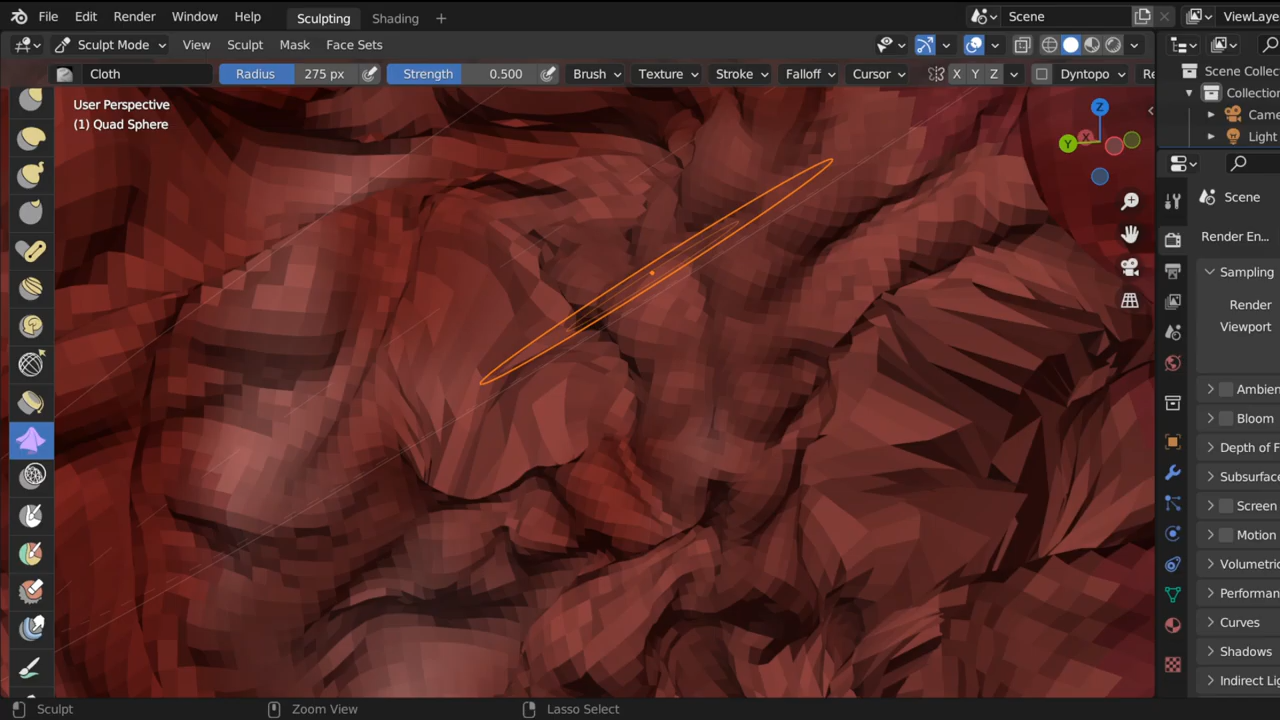 File Edit Render Window Help Sculpting Shading + Scene ViewLaye
Sculpt Mode View Sculpt Mask Face Sets
Cloth Radius 275 px Strength 0.500 Brush Texture Stroke Falloff Cursor X Y Z Dyntopo Re
User Perspective
(1) Quad Sphere
Z
Y
X
Scene Collec
Collection
Came
Light
Scene
Render En...
Sampling
Render
Viewport
Ambien
Bloom
Depth of F
Subsurface
Screen
Motion
Volumetric
Performan
Curves
Shadows
Indirect Lig
Sculpt Zoom View Lasso Select